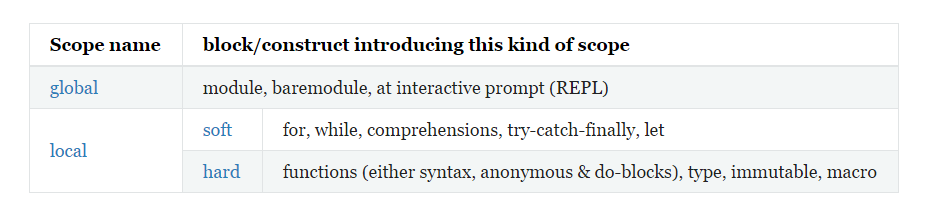 Scope name block/construct introducing this kind of scope
global module, baremodule, at interactive prompt (REPL)
local
soft for, while, comprehensions, try-catch-finally, let
hard functions (either syntax, anonymous & do-blocks), type, immutable, macro